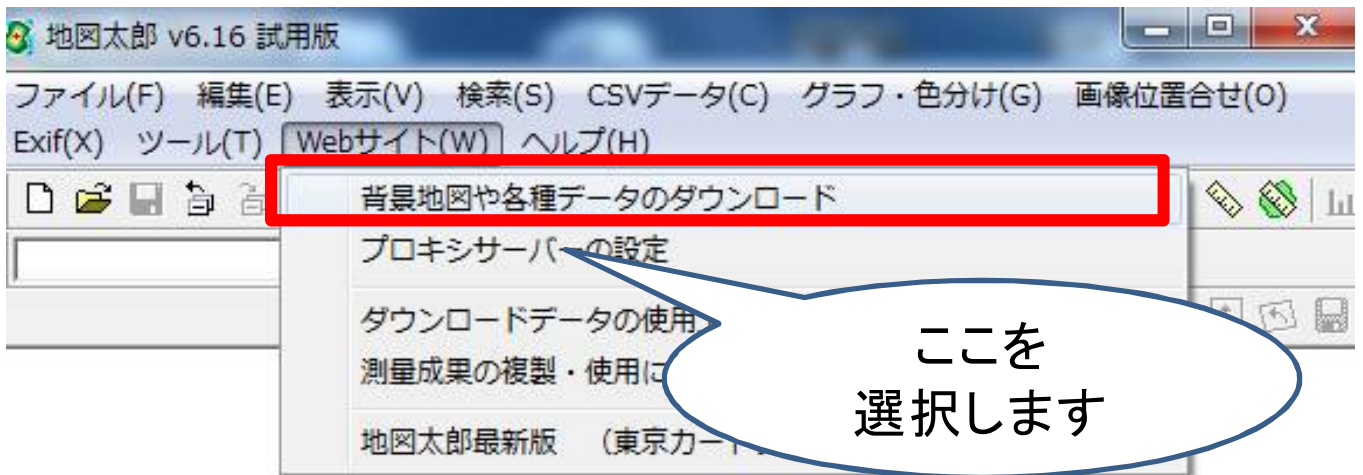 地図太郎 v6.16 試用版
ファイル(F) 編集(E) 表示(V) 検索(S) CSVデータ(C) グラフ・色分け(G) 画像位置合せ(O)
Exif(X) ツール(T) Webサイト(W) ヘルプ(H)
背景地図や各種データのダウンロード
プロキシサーバーの設定
ダウンロードデータの使用
測量成果の複製・使用に
地図太郎最新版 (東京カート
ここを
選択します